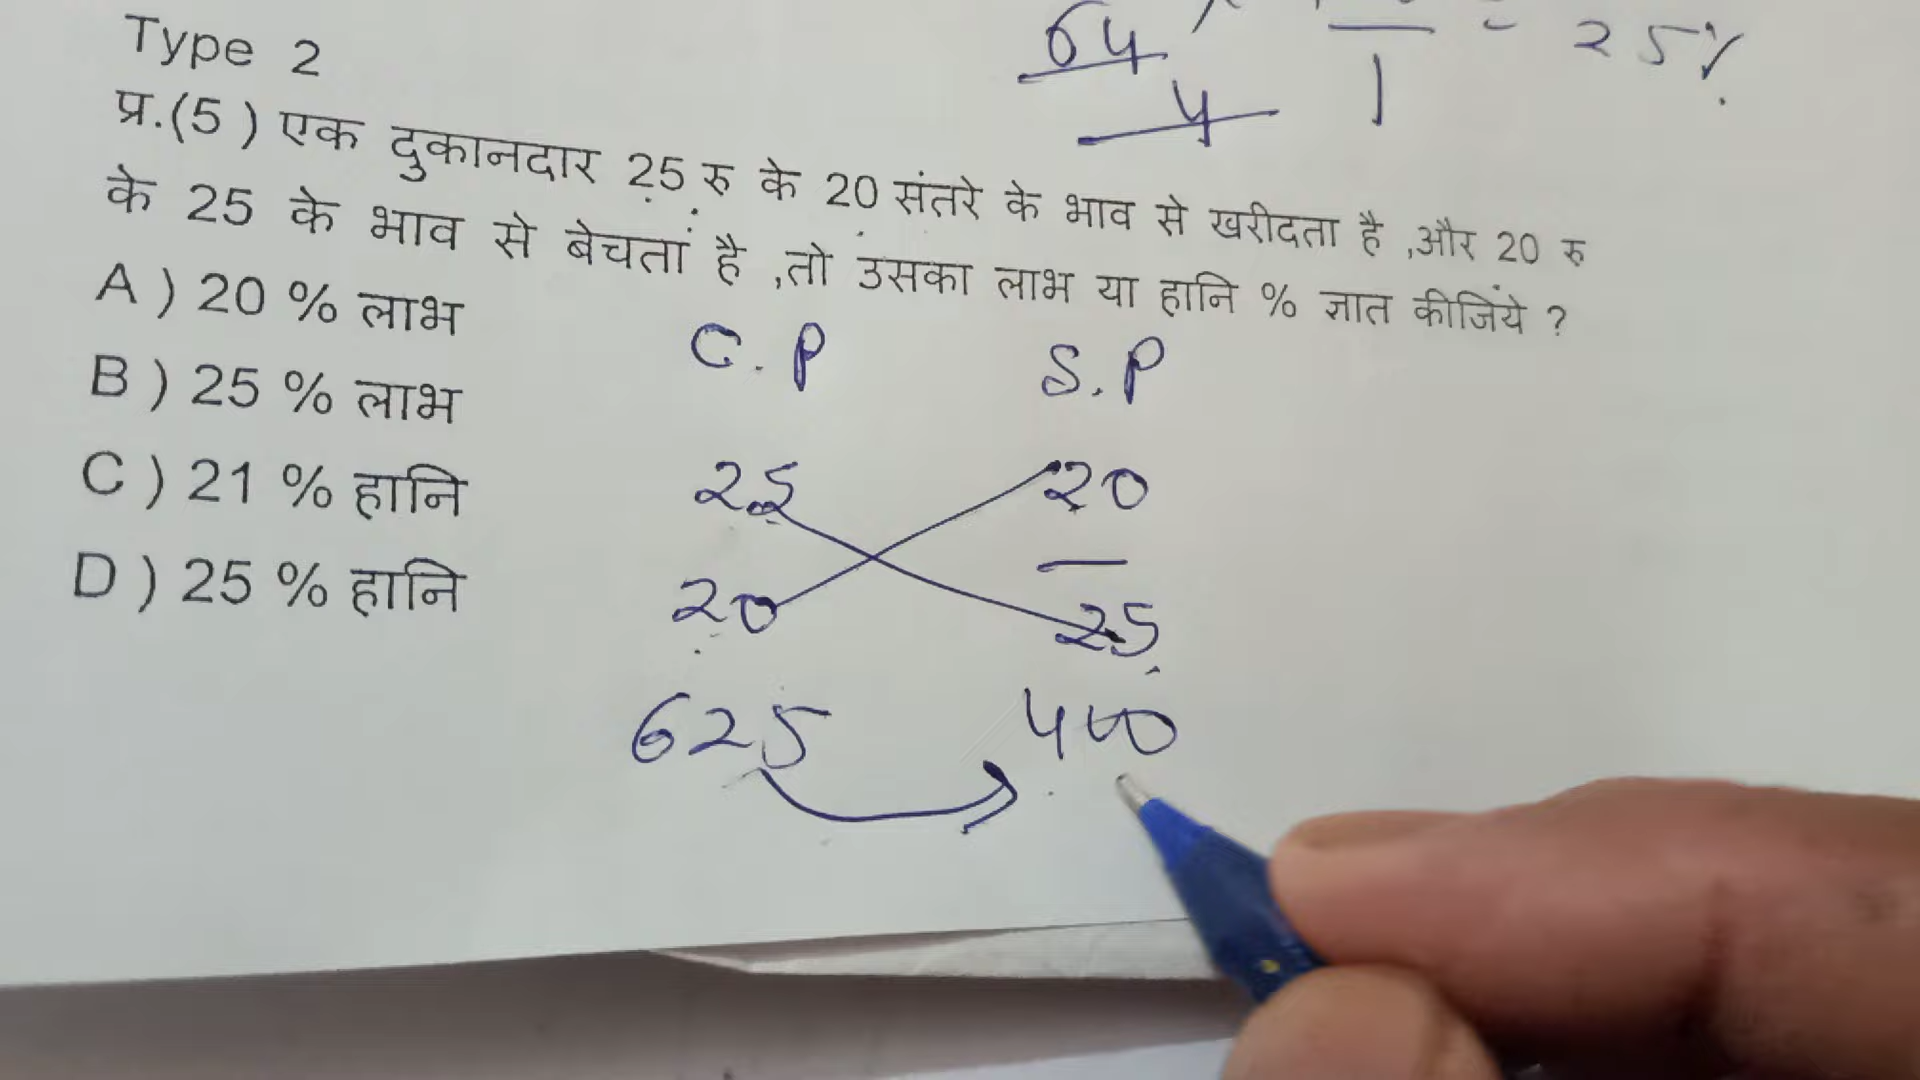 64
4
1
= 25%
Type 2
प्र.(5) एक दुकानदार 25 रु के 20 संतरे के भाव से खरीदता है ,और 20 रु
के 25 के भाव से बेचतां है ,तो उसका लाभ या हानि % ज्ञात कीजिंये ?
A) 20 % लाभ
B) 25 % लाभ
C) 21 % हानि
D) 25 % हानि
C.P S.P
25 20
20 25
625 400